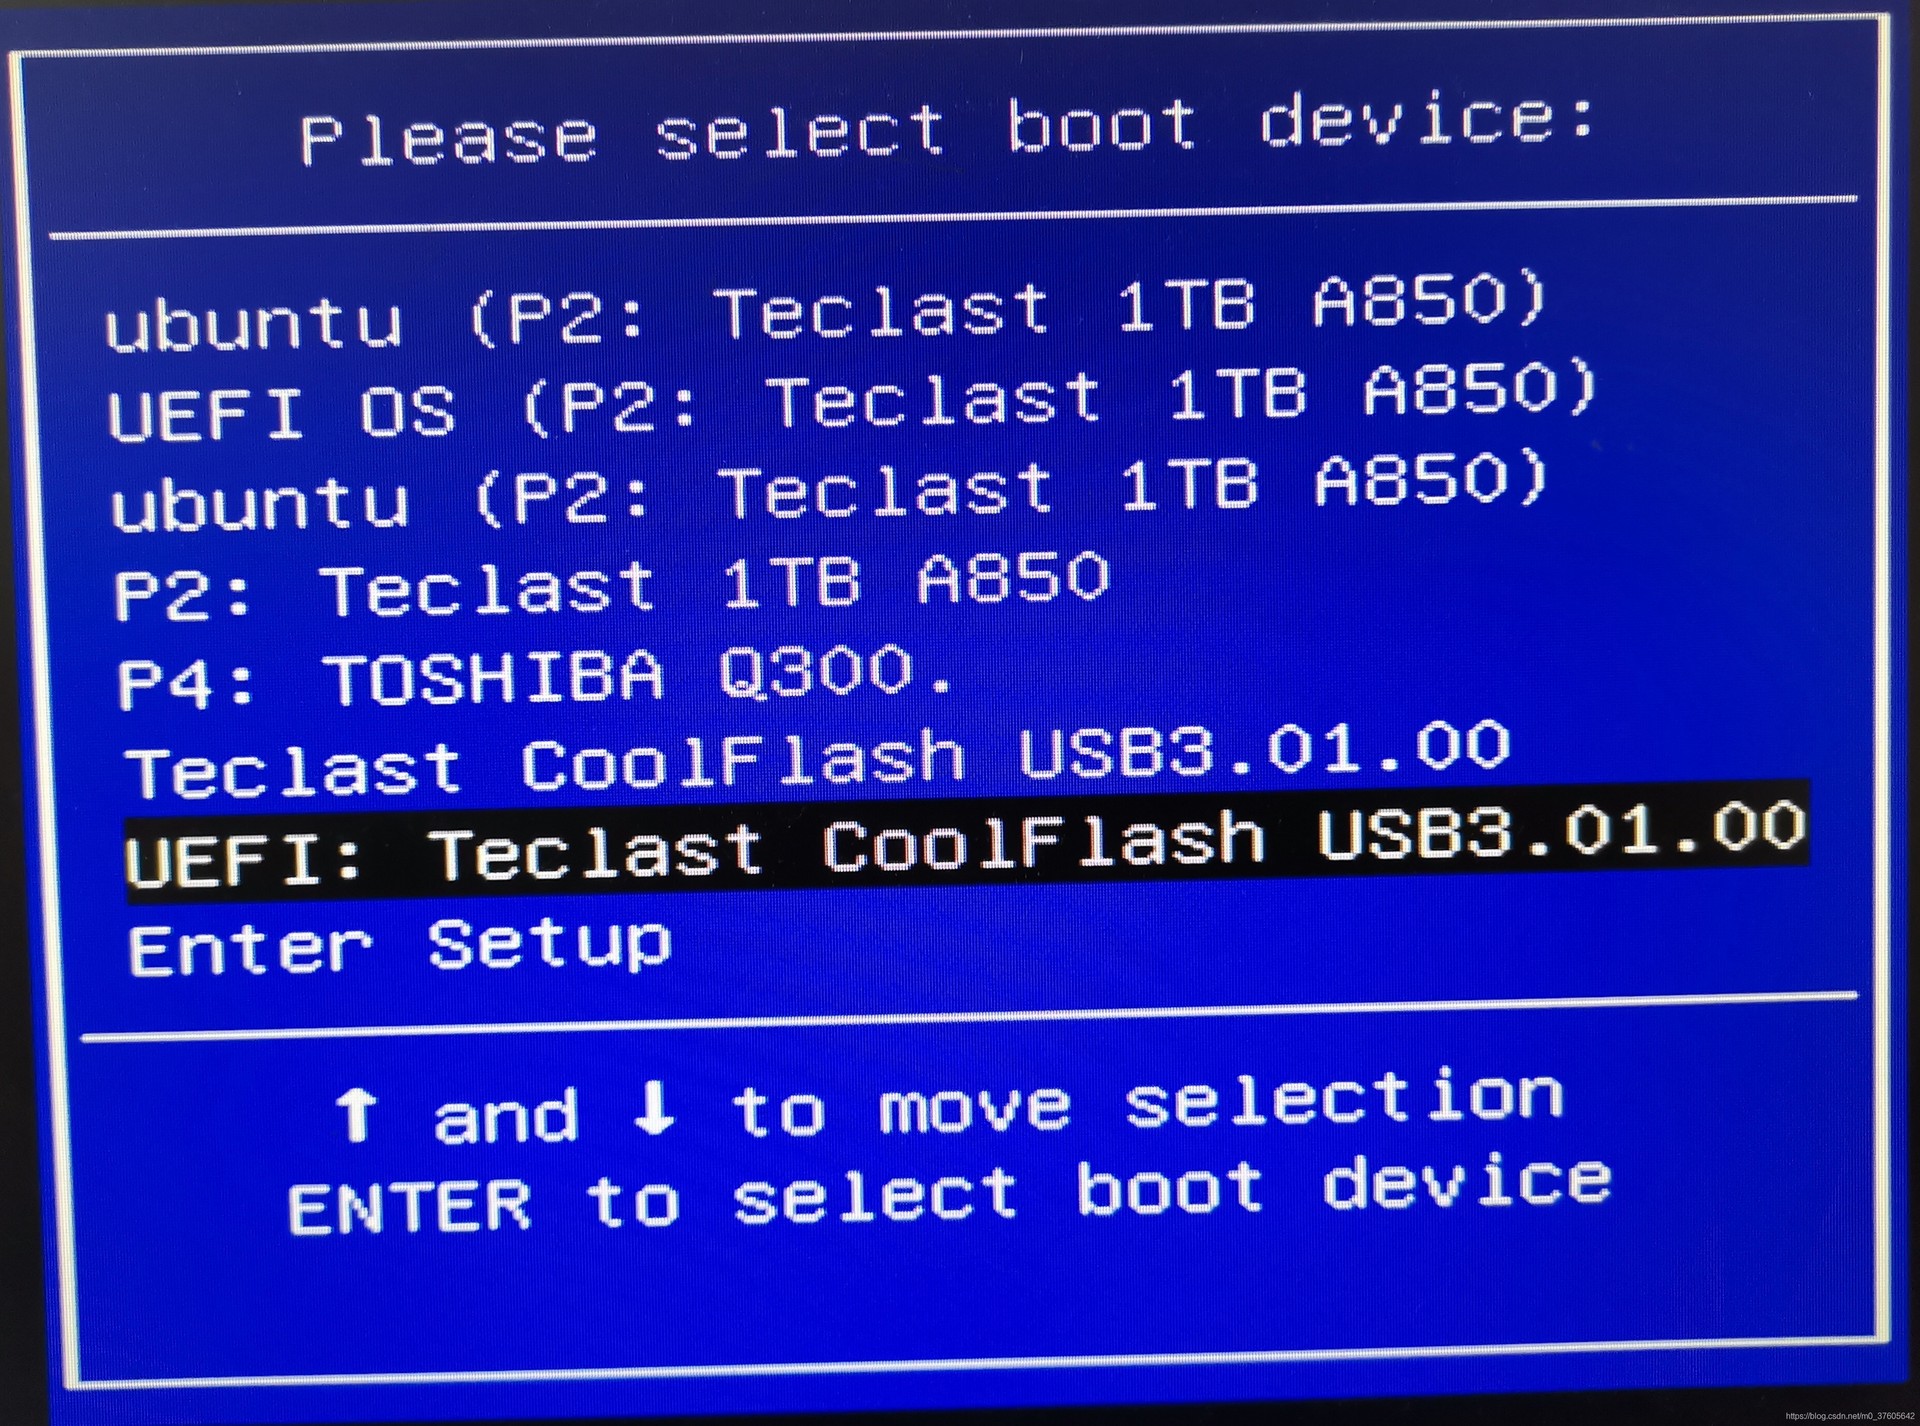 Please select boot device:
ubuntu (P2: Teclast 1TB A850)
UEFI OS (P2: Teclast 1TB A850)
ubuntu (P2: Teclast 1TB A850)
P2: Teclast 1TB A850
P4: TOSHIBA Q300.
Teclast CoolFlash USB3.01.00
UEFI: Teclast CoolFlash USB3.01.00
Enter Setup
↑ and ↓ to move selection
ENTER to select boot device
https://blog.csdn.net/m0_37605642